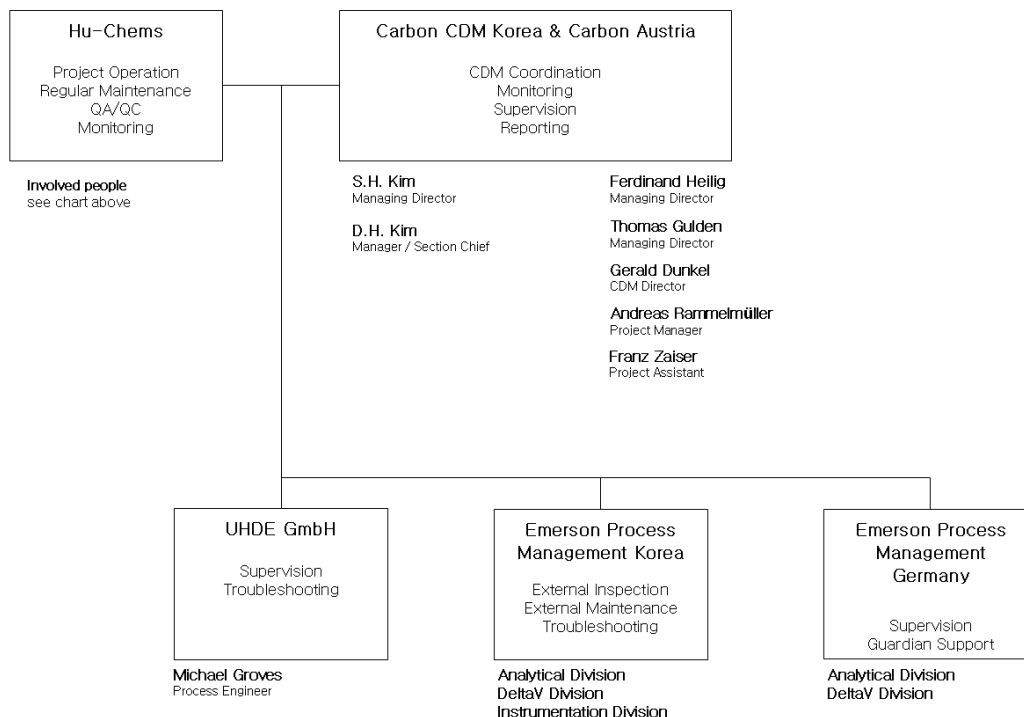 Hu-Chems
Project Operation
Regular Maintenance
QA/QC
Monitoring
Involved people
see chart above
Carbon CDM Korea & Carbon Austria
CDM Coordination
Monitoring
Supervision
Reporting
S.H. Kim
Managing Director
D.H. Kim
Manager / Section Chief
Ferdinand Heilig
Managing Director
Thomas Gulden
Managing Director
Gerald Dunkel
CDM Director
Andreas Rammelmüller
Project Manager
Franz Zaiser
Project Assistant
UHDE GmbH
Supervision
Troubleshooting
Michael Groves
Process Engineer
Emerson Process
Management Korea
External Inspection
External Maintenance
Troubleshooting
Analytical Division
DeltaV Division
Instrumentation Division
Emerson Process
Management
Germany
Supervision
Guardian Support
Analytical Division
DeltaV Division